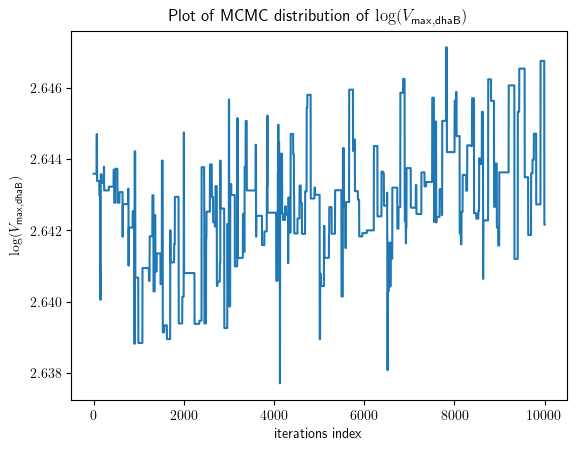 Plot of MCMC distribution of log(V_max,dhaB)
2.646
2.644
2.642
2.640
2.638
log(V_max,dhaB)
0 2000 4000 6000 8000 10000
iterations index